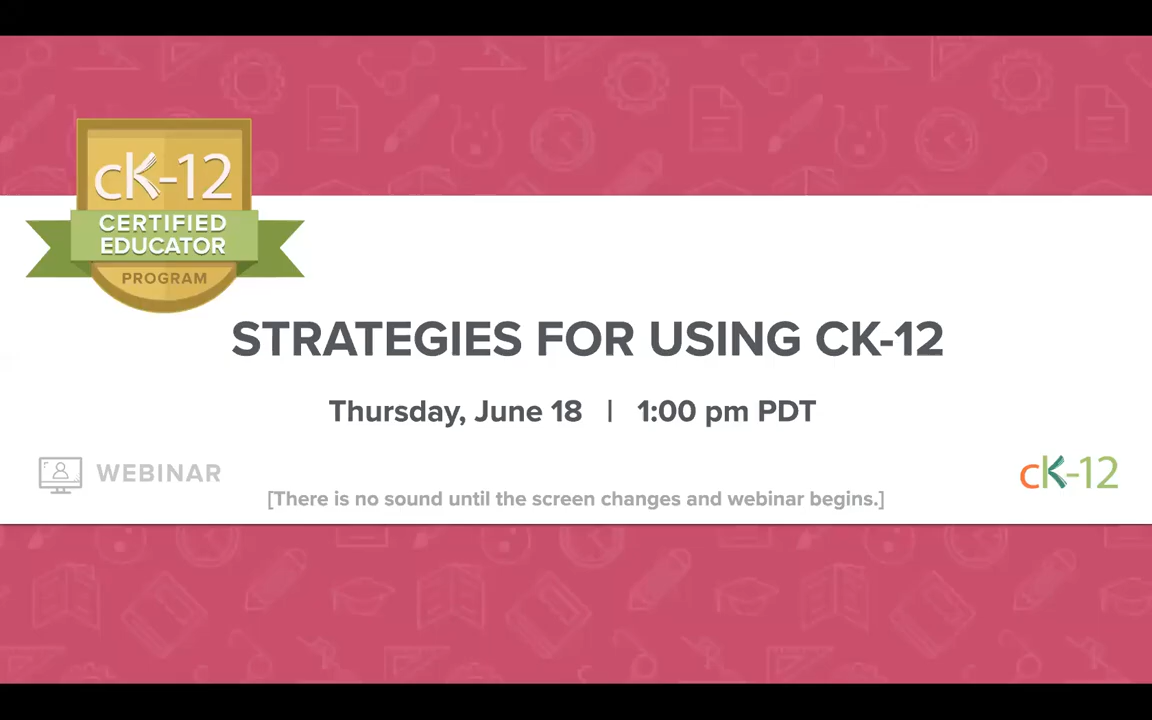 cK-12
CERTIFIED
EDUCATOR
PROGRAM
STRATEGIES FOR USING CK-12
Thursday, June 18 | 1:00 pm PDT
WEBINAR
cK-12
[There is no sound until the screen changes and webinar begins.]